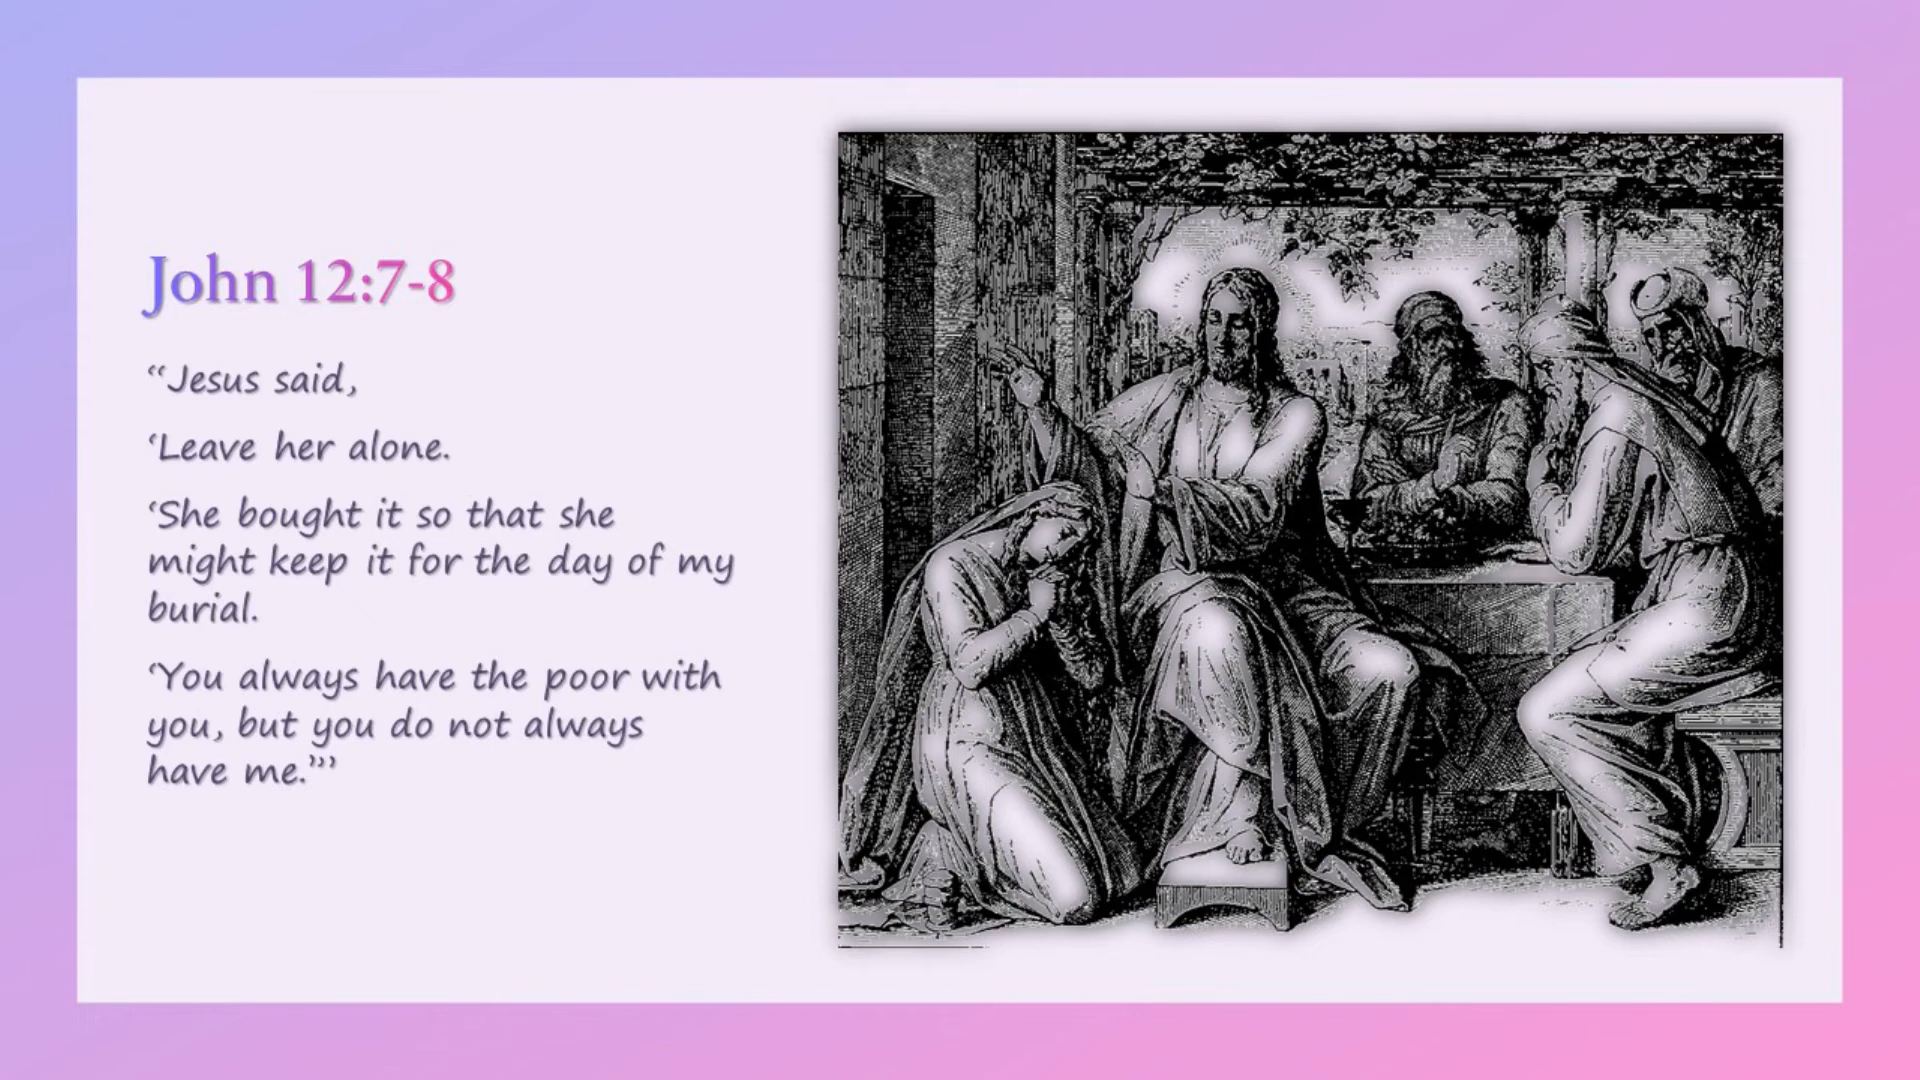 John 12:7-8
“Jesus said,
‘Leave her alone.
‘She bought it so that she
might keep it for the day of my
burial.
‘You always have the poor with
you, but you do not always
have me.”’